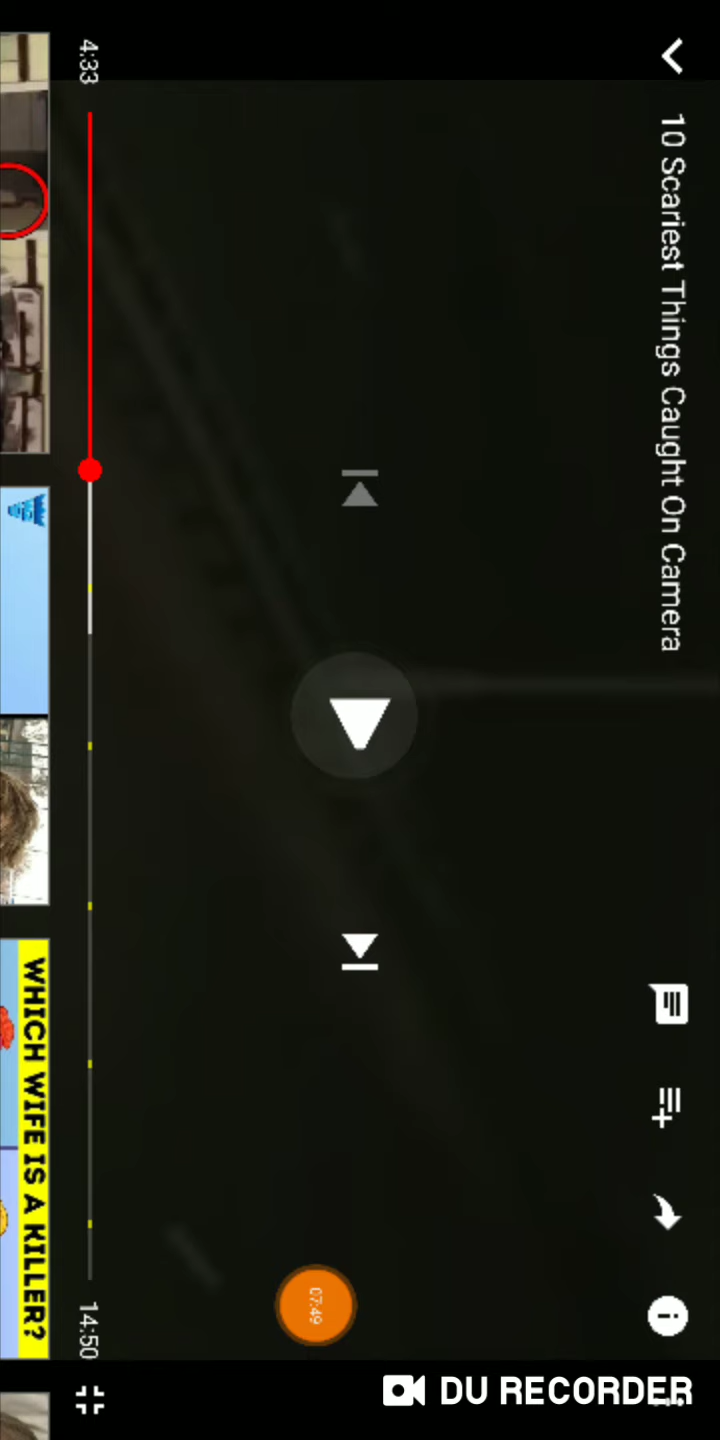 10 Scariest Things Caught On Camera
4:33
14:50
07:49
WHICH WIFE IS A KILLER?
DU RECORDER